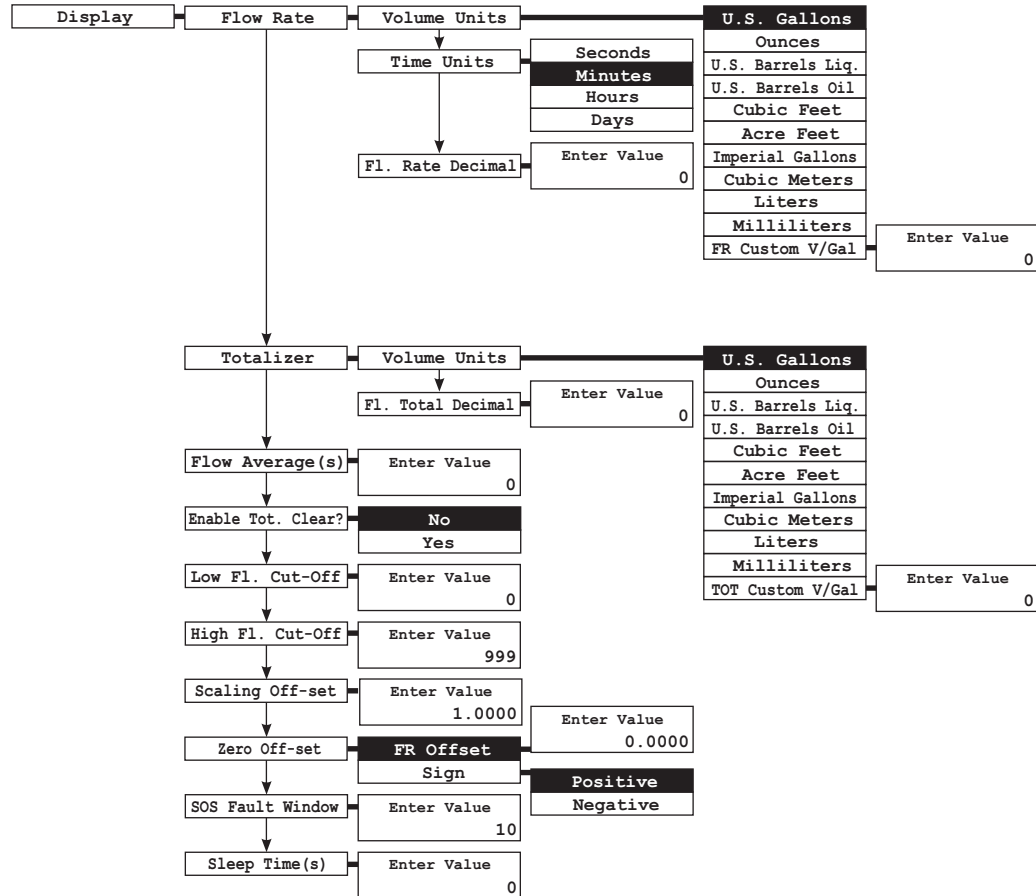 Display
Flow Rate
Volume Units
U.S. Gallons
Ounces
U.S. Barrels Liq.
U.S. Barrels Oil
Cubic Feet
Acre Feet
Imperial Gallons
Cubic Meters
Liters
Milliliters
FR Custom V/Gal
Enter Value
0
Time Units
Seconds
Minutes
Hours
Days
Fl. Rate Decimal
Enter Value
0
Totalizer
Volume Units
U.S. Gallons
Ounces
U.S. Barrels Liq.
U.S. Barrels Oil
Cubic Feet
Acre Feet
Imperial Gallons
Cubic Meters
Liters
Milliliters
TOT Custom V/Gal
Enter Value
0
Fl. Total Decimal
Enter Value
0
Flow Average(s)
Enter Value
0
Enable Tot. Clear?
No
Yes
Low Fl. Cut-Off
Enter Value
0
High Fl. Cut-Off
Enter Value
999
Scaling Off-set
Enter Value
1.0000
Zero Off-set
FR Offset
Enter Value
0.0000
Sign
Positive
Negative
SOS Fault Window
Enter Value
10
Sleep Time(s)
Enter Value
0